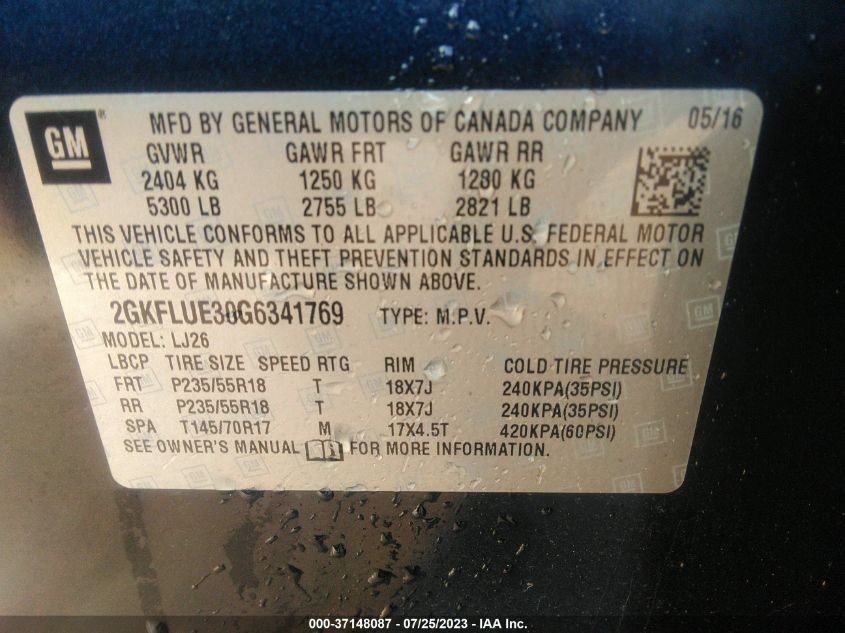 GM ® MFD BY GENERAL MOTORS OF CANADA COMPANY 05/16
GVWR GAWR FRT GAWR RR
2404 KG 1250 KG 1280 KG
5300 LB 2755 LB 2821 LB
THIS VEHICLE CONFORMS TO ALL APPLICABLE U.S. FEDERAL MOTOR
VEHICLE SAFETY AND THEFT PREVENTION STANDARDS IN EFFECT ON
THE DATE OF MANUFACTURE SHOWN ABOVE.
2GKFLUE30G6341769 TYPE: M.P.V.
MODEL: LJ26
LBCP TIRE SIZE SPEED RTG RIM COLD TIRE PRESSURE
FRT P235/55R18 T 18X7J 240KPA(35PSI)
RR P235/55R18 T 18X7J 240KPA(35PSI)
SPA T145/70R17 M 17X4.5T 420KPA(60PSI)
SEE OWNER'S MANUAL FOR MORE INFORMATION.
000-37148087 - 07/25/2023 - IAA Inc.